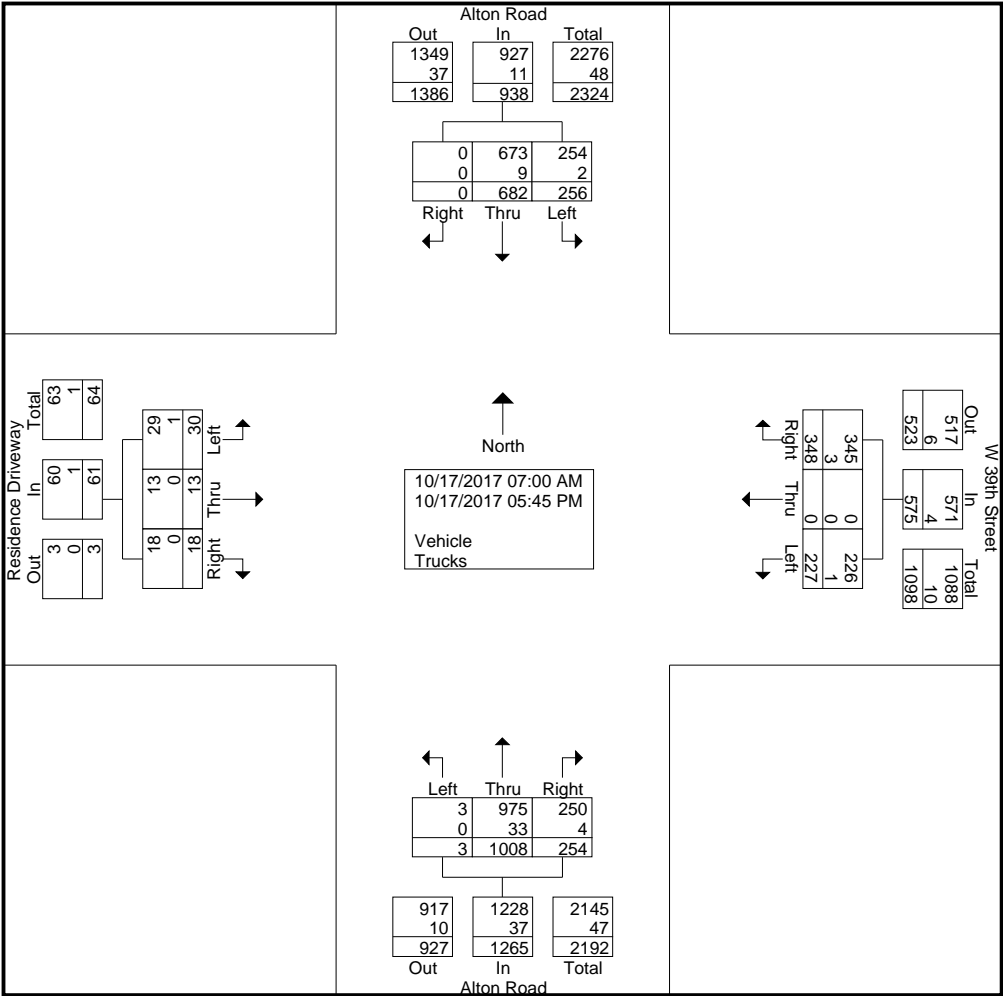 Alton Road
Out In Total
1349 927 2276
37 11 48
1386 938 2324
0 673 254
0 9 2
0 682 256
Right Thru Left
Residence Driveway
Total
63 1 64
In
60 1 61
Out
3 0 3
Left
29 1 30
Thru
13 0 13
Right
18 0 18
North
10/17/2017 07:00 AM
10/17/2017 05:45 PM
Vehicle
Trucks
Right
345 3 348
Thru
0 0 0
Left
226 1 227
W 39th Street
Out
517 6 523
In
571 4 575
Total
1088 10 1098
Left Thru Right
3 975 250
0 33 4
3 1008 254
917 1228 2145
10 37 47
927 1265 2192
Out In Total
Alton Road